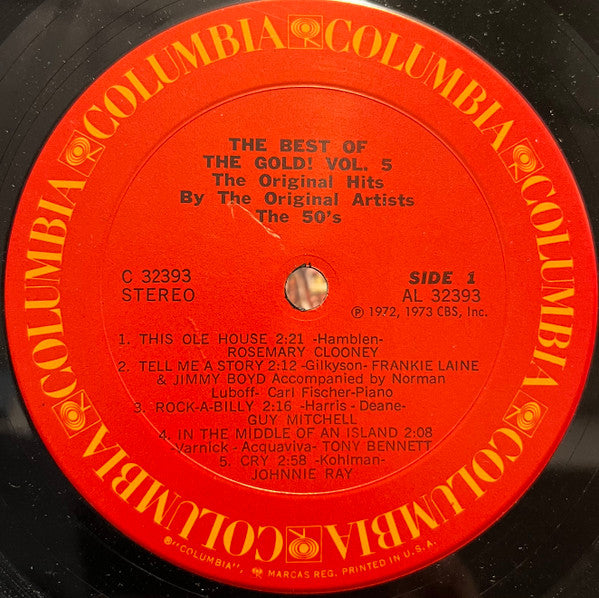 COLUMBIA COLUMBIA COLUMBIA COLUMBIA COLUMBIA COLUMBIA
THE BEST OF
THE GOLD! VOL. 5
The Original Hits
By The Original Artists
The 50's
C 32393
STEREO
SIDE 1
AL 32393
Ⓟ 1972, 1973 CBS, Inc.
1. THIS OLE HOUSE 2:21 -Hamblen-
ROSEMARY CLOONEY
2. TELL ME A STORY 2:12 -Gilkyson- FRANKIE LAINE
& JIMMY BOYD Accompanied by Norman
Luboff- Carl Fischer-Piano
3. ROCK-A-BILLY 2:16 -Harris - Deane-
GUY MITCHELL
4. IN THE MIDDLE OF AN ISLAND 2:08
-Varnick - Acquaviva- TONY BENNETT
5. CRY 2:58 -Kohlman-
JOHNNIE RAY
®"COLUMBIA", MARCAS REG. PRINTED IN U.S.A.